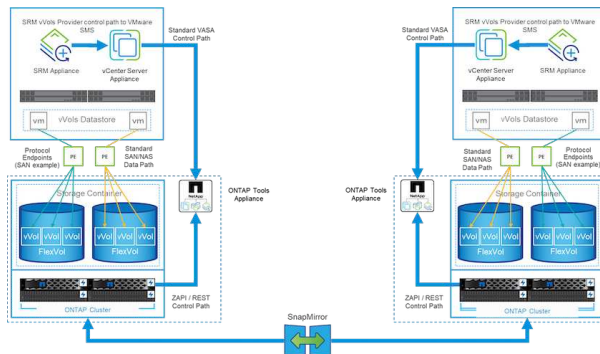 SRM vVols Provider control path to VMware
SMS
SRM Appliance
vCenter Server
Appliance
Standard VASA
Control Path
vVols Datastore
vm
vm
Protocol
Endpoints
(SAN example)
PE
PE
Standard
SAN/NAS
Data Path
Storage Container
vVol
vVol
vVol
FlexVol
vVol
vVol
vVol
FlexVol
NetApp
ONTAP Tools
Appliance
ZAPI / REST
Control Path
ONTAP Cluster
SnapMirror
SRM vVols Provider control path to VMware
SMS
Standard VASA
Control Path
vCenter Server
Appliance
SRM Appliance
vVols Datastore
vm
vm
Standard
SAN/NAS
Data Path
PE
PE
Protocol
Endpoints
(SAN example)
ONTAP Tools
Appliance
NetApp
Storage Container
vVol
vVol
vVol
FlexVol
vVol
vVol
vVol
FlexVol
ZAPI / REST
Control Path
ONTAP Cluster